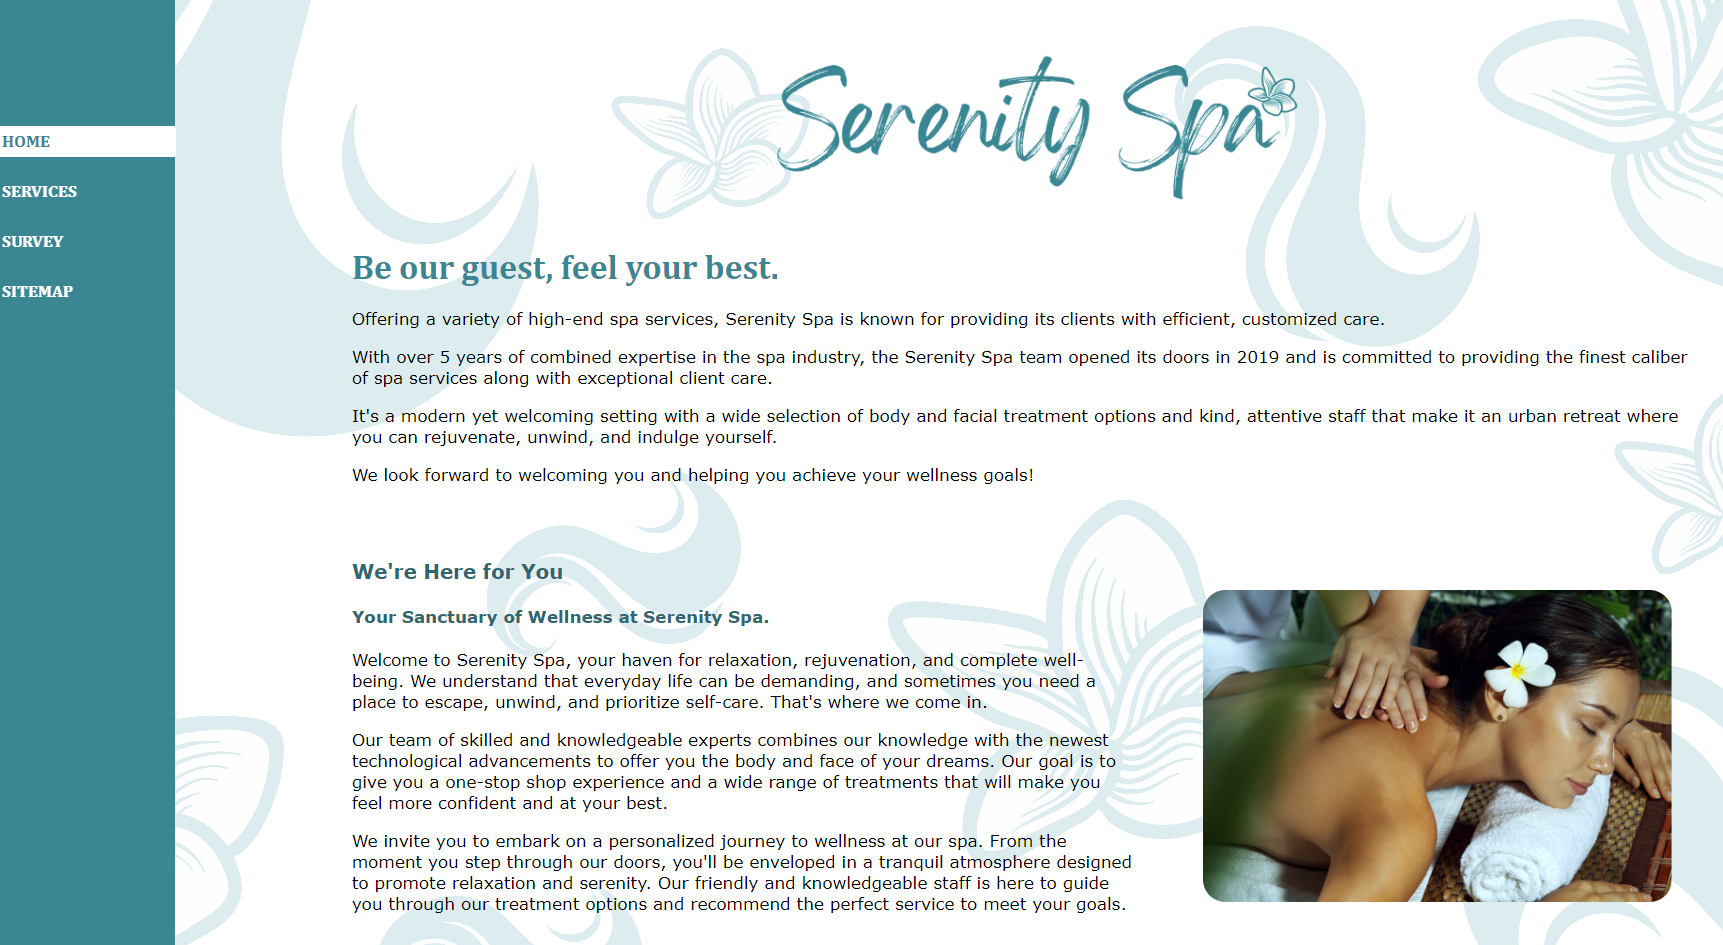 Serenity Spa
HOME
SERVICES
SURVEY
SITEMAP
Be our guest, feel your best.
Offering a variety of high-end spa services, Serenity Spa is known for providing its clients with efficient, customized care.
With over 5 years of combined expertise in the spa industry, the Serenity Spa team opened its doors in 2019 and is committed to providing the finest caliber
of spa services along with exceptional client care.
It's a modern yet welcoming setting with a wide selection of body and facial treatment options and kind, attentive staff that make it an urban retreat where
you can rejuvenate, unwind, and indulge yourself.
We look forward to welcoming you and helping you achieve your wellness goals!
We're Here for You
Your Sanctuary of Wellness at Serenity Spa.
Welcome to Serenity Spa, your haven for relaxation, rejuvenation, and complete well-
being. We understand that everyday life can be demanding, and sometimes you need a
place to escape, unwind, and prioritize self-care. That's where we come in.
Our team of skilled and knowledgeable experts combines our knowledge with the newest
technological advancements to offer you the body and face of your dreams. Our goal is to
give you a one-stop shop experience and a wide range of treatments that will make you
feel more confident and at your best.
We invite you to embark on a personalized journey to wellness at our spa. From the
moment you step through our doors, you'll be enveloped in a tranquil atmosphere designed
to promote relaxation and serenity. Our friendly and knowledgeable staff is here to guide
you through our treatment options and recommend the perfect service to meet your goals.